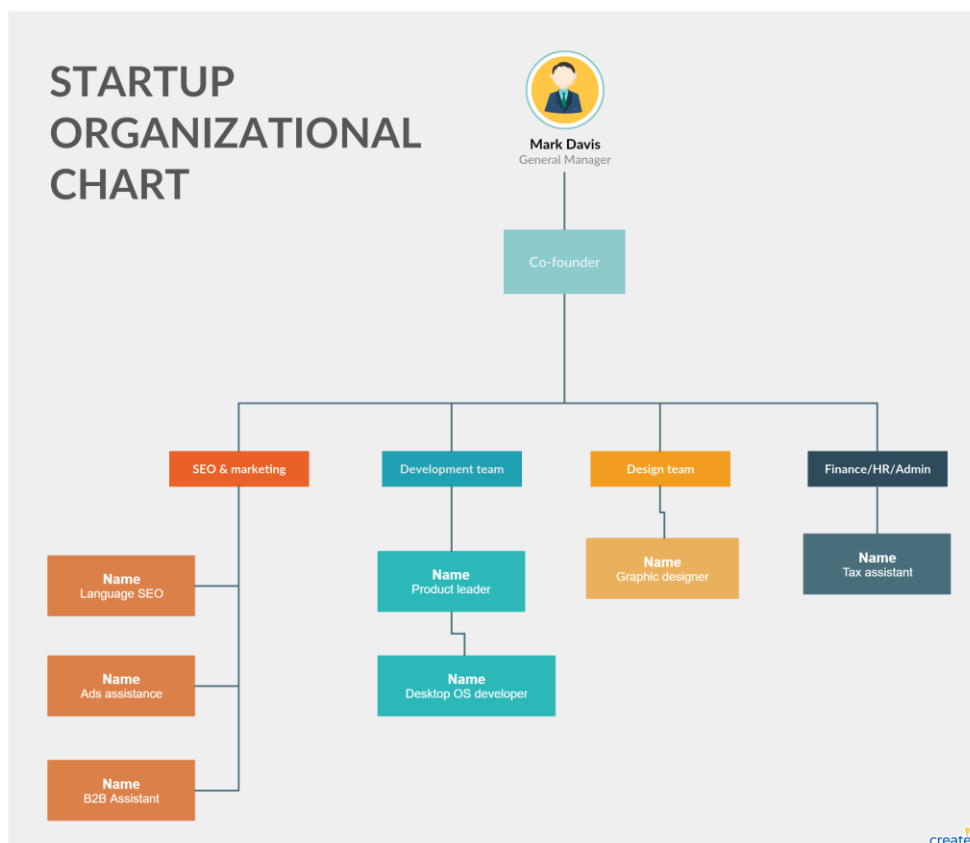 STARTUP
ORGANIZATIONAL
CHART
Mark Davis
General Manager
Co-founder
SEO & marketing
Development team
Design team
Finance/HR/Admin
Name
Language SEO
Name
Ads assistance
Name
B2B Assistant
Name
Product leader
Name
Desktop OS developer
Name
Graphic designer
Name
Tax assistant
create